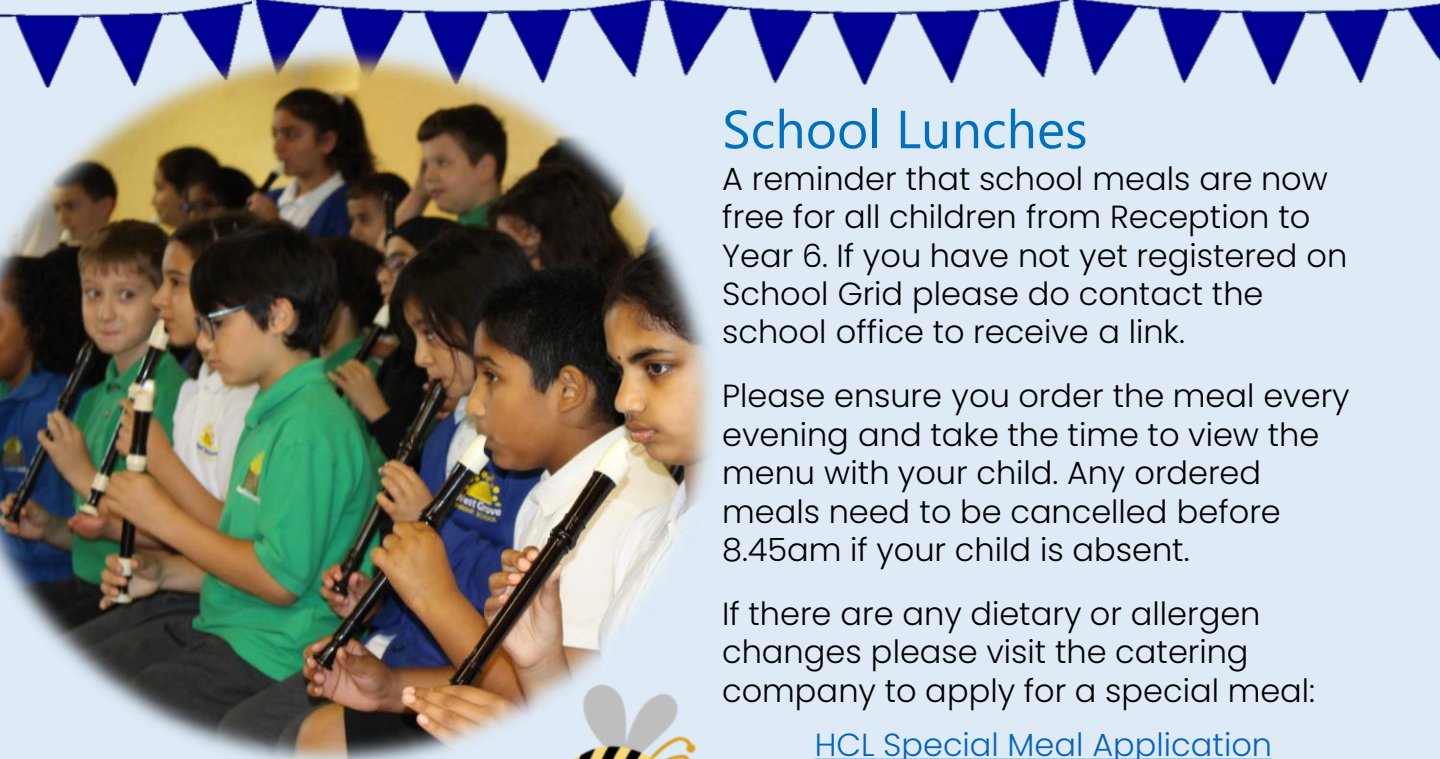 School Lunches
A reminder that school meals are now
free for all children from Reception to
Year 6. If you have not yet registered on
School Grid please do contact the
school office to receive a link.
Please ensure you order the meal every
evening and take the time to view the
menu with your child. Any ordered
meals need to be cancelled before
8.45am if your child is absent.
If there are any dietary or allergen
changes please visit the catering
company to apply for a special meal:
HCL Special Meal Application
West Grove
SCHOOL